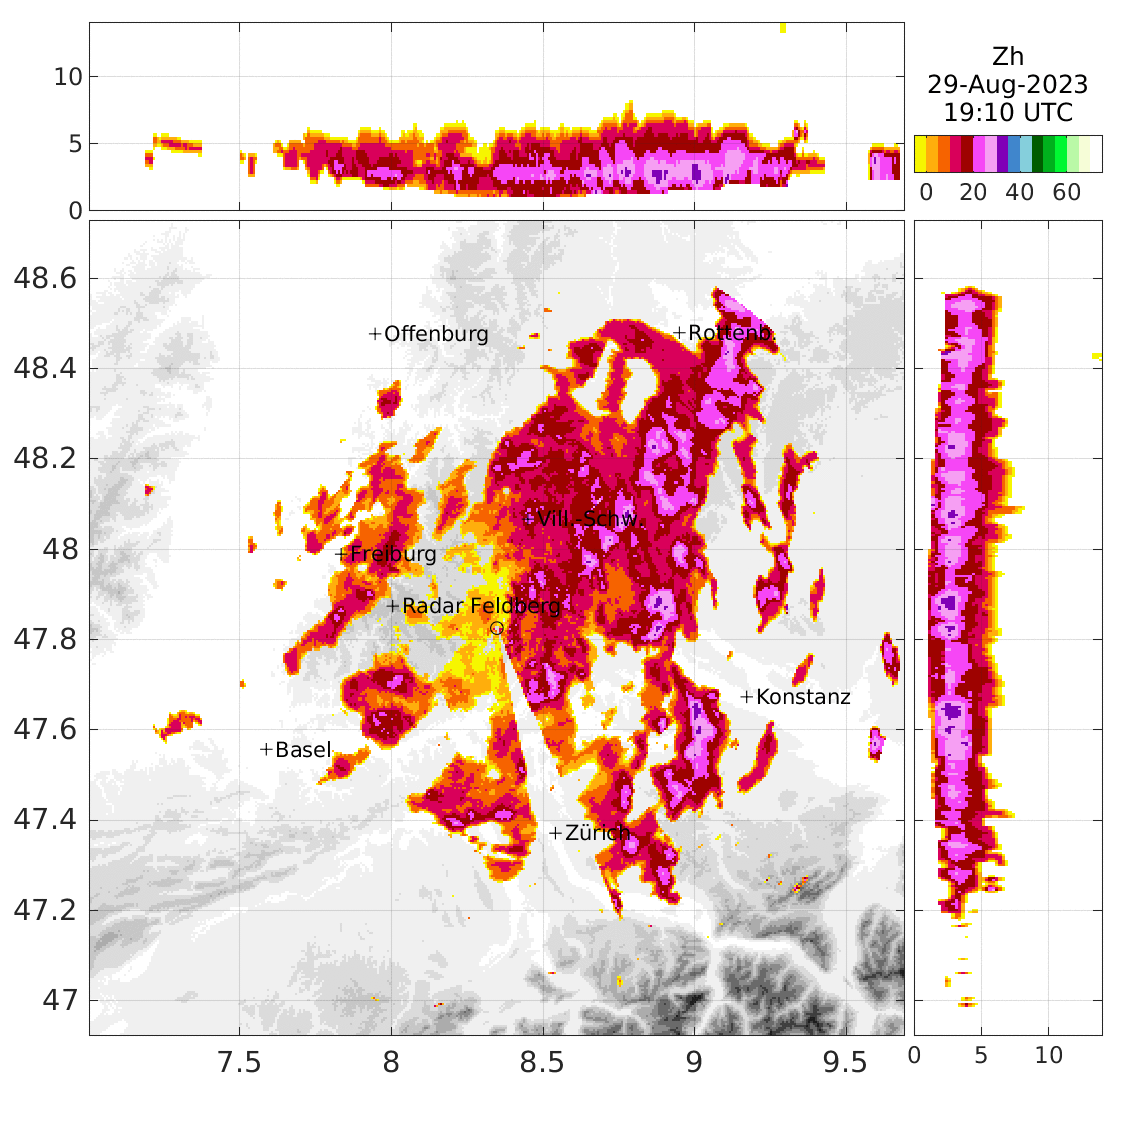 Zh
29-Aug-2023
19:10 UTC
0 20 40 60
10
5
0
48.6
48.4
48.2
48
47.8
47.6
47.4
47.2
47
+Offenburg
+Rottenb.
+Vill.-Schw.
+Freiburg
+Radar Feldberg
+Konstanz
+Basel
+Zürich
7.5 8 8.5 9 9.5
0 5 10